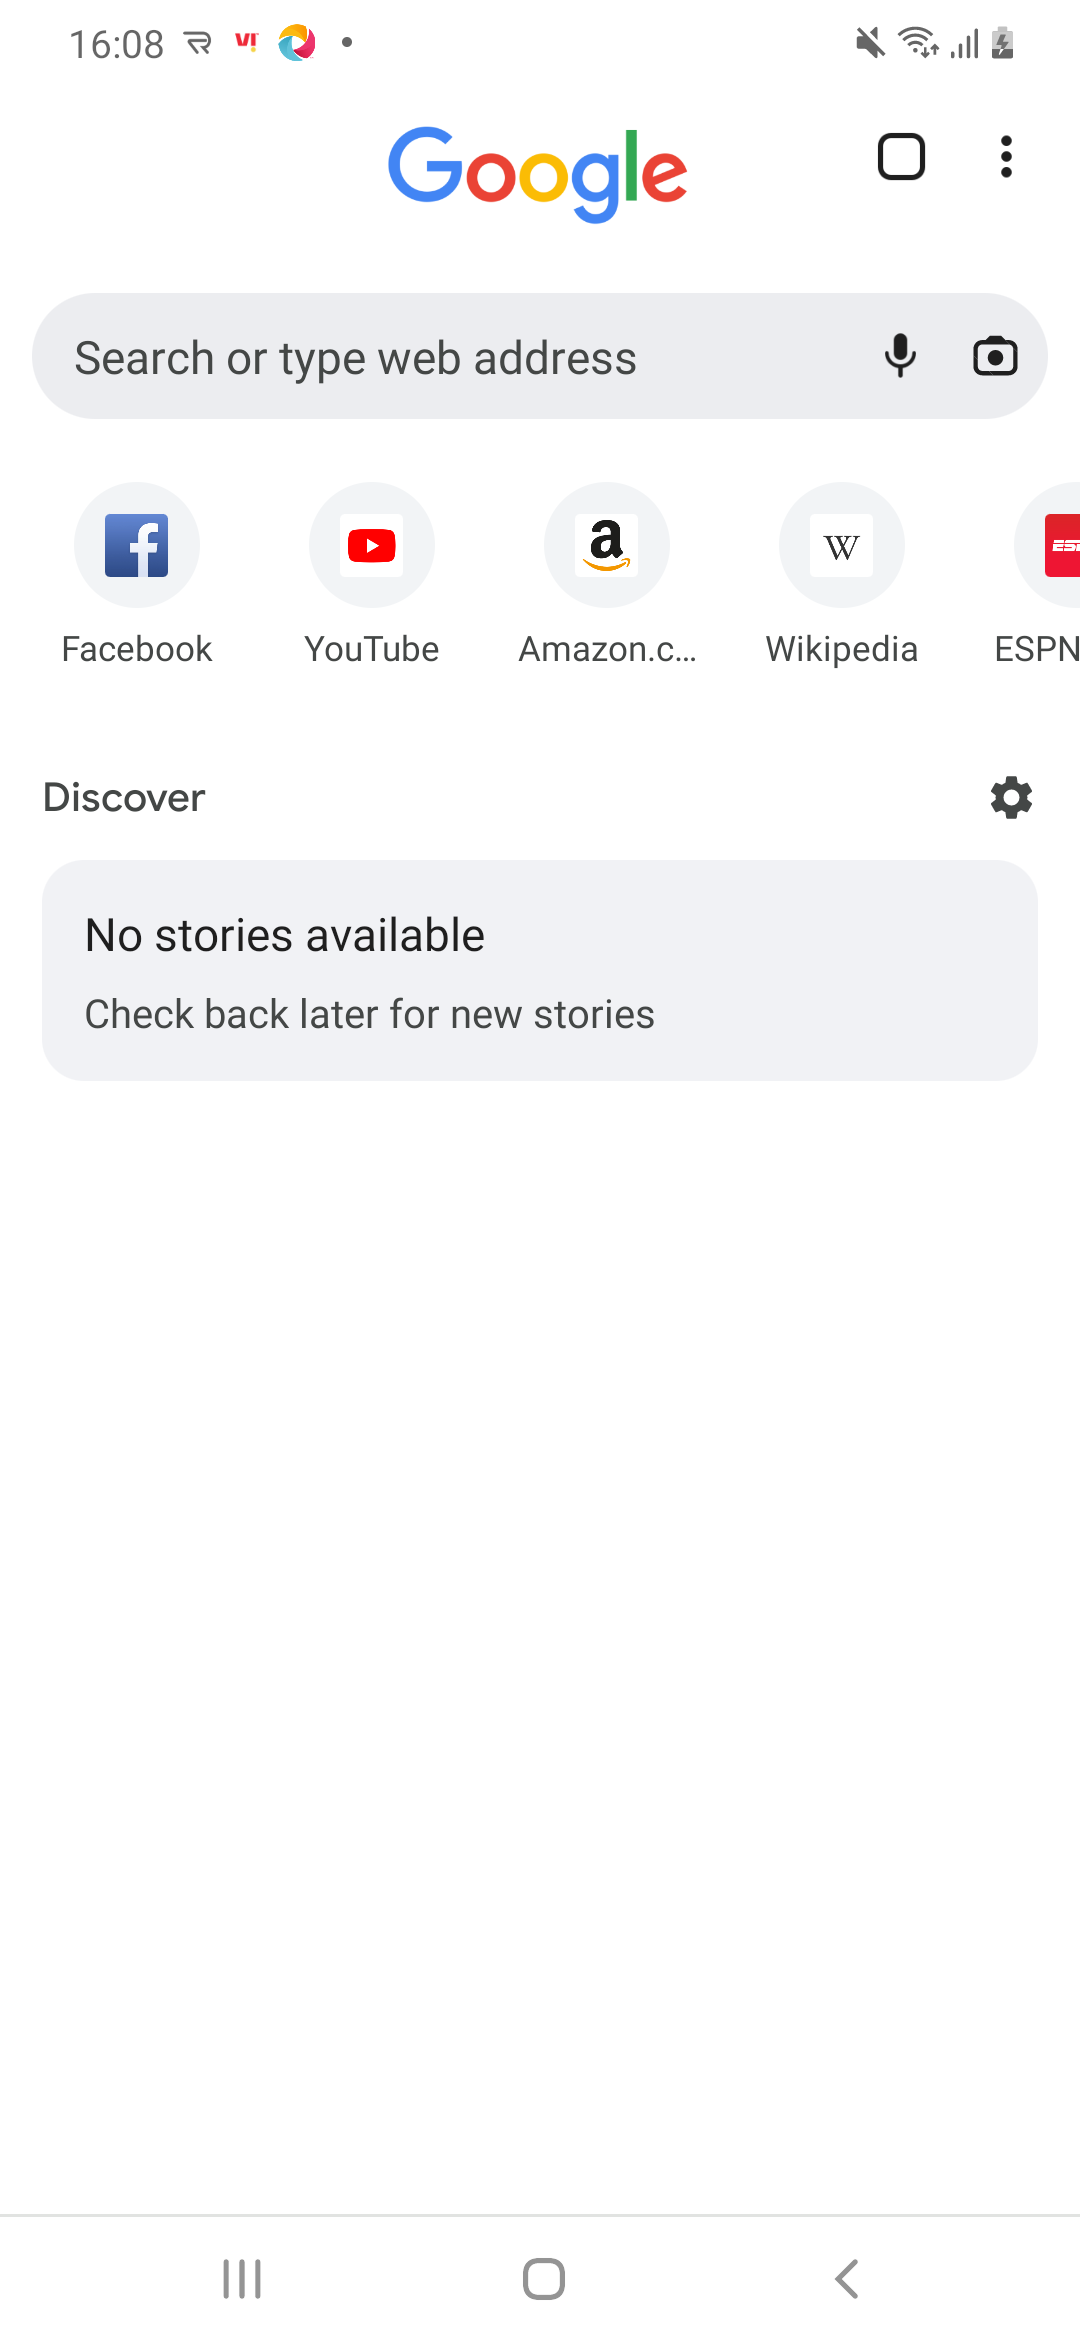 16:08
Google
Search or type web address
Facebook YouTube Amazon.c... Wikipedia ESPN
Discover
No stories available
Check back later for new stories